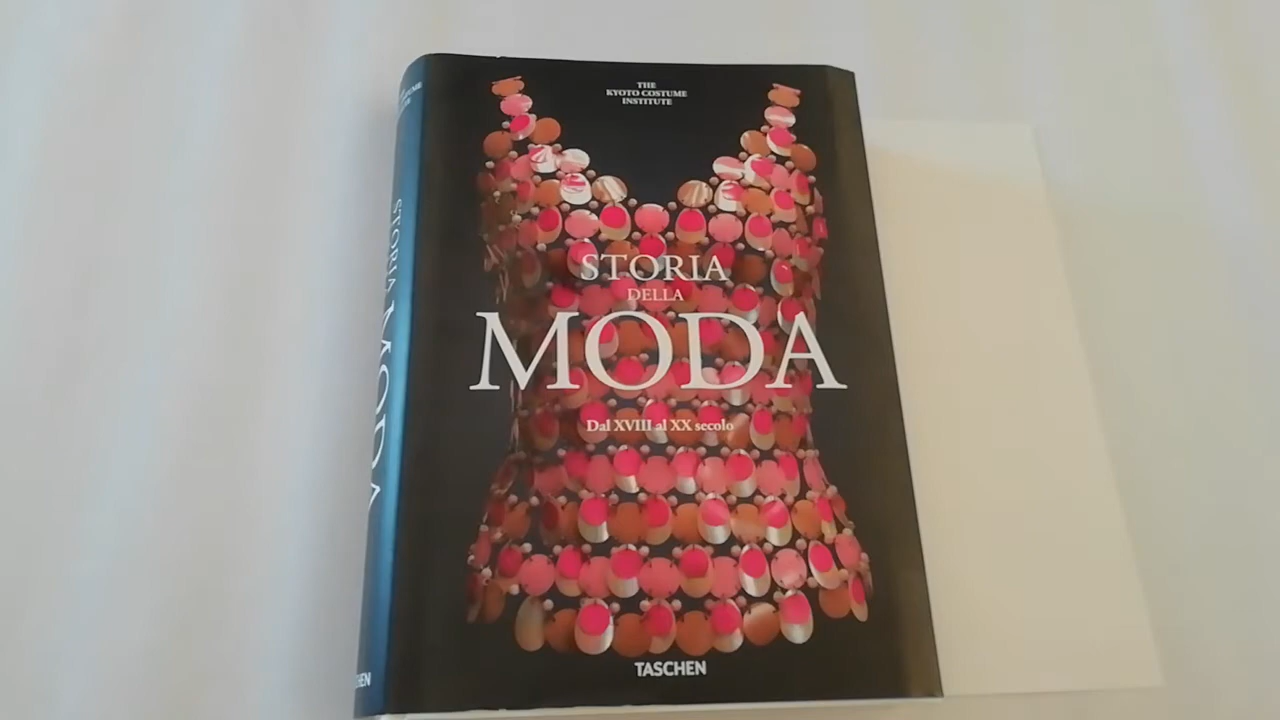 THE
KYOTO COSTUME
INSTITUTE
STORIA
DELLA
MODA
Dal XVIII al XX secolo
TASCHEN
STORIA
MODA